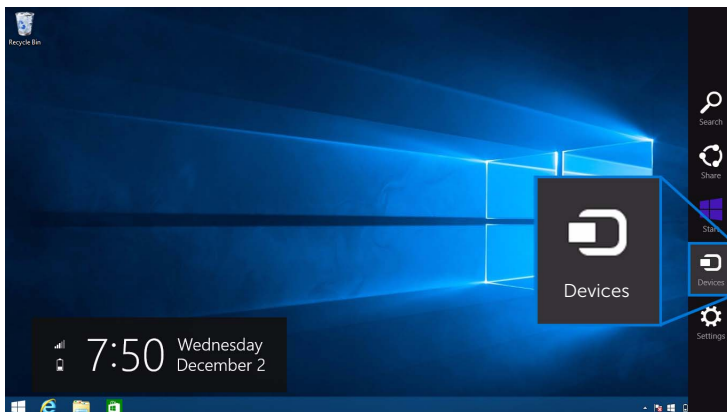 Recycle Bin
Search
Share
Start
Devices
Devices
Settings
7:50
Wednesday
December 2